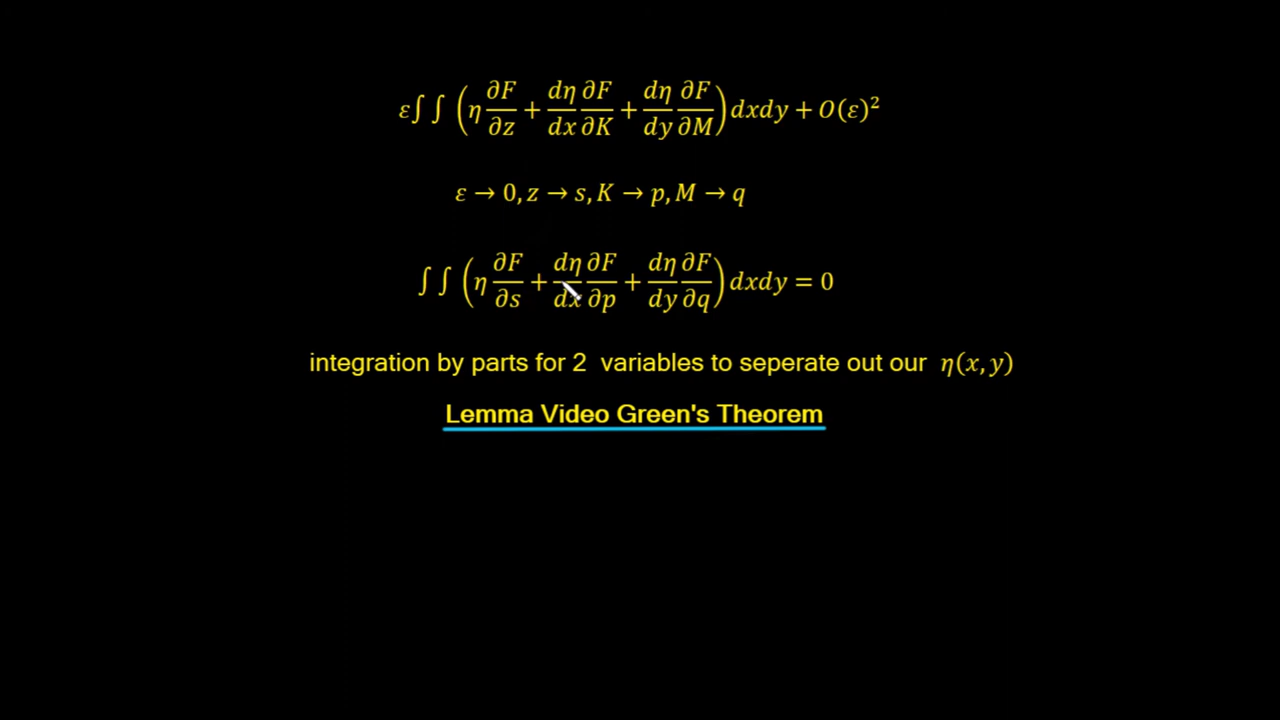 ε∫∫(η ∂F/∂z + dη/dx ∂F/∂K + dη/dy ∂F/∂M)dxdy + O(ε)²
ε → 0, z → s, K → p, M → q
∫∫(η ∂F/∂s + dη/dx ∂F/∂p + dη/dy ∂F/∂q)dxdy = 0
integration by parts for 2 variables to seperate out our η(x, y)
Lemma Video Green's Theorem